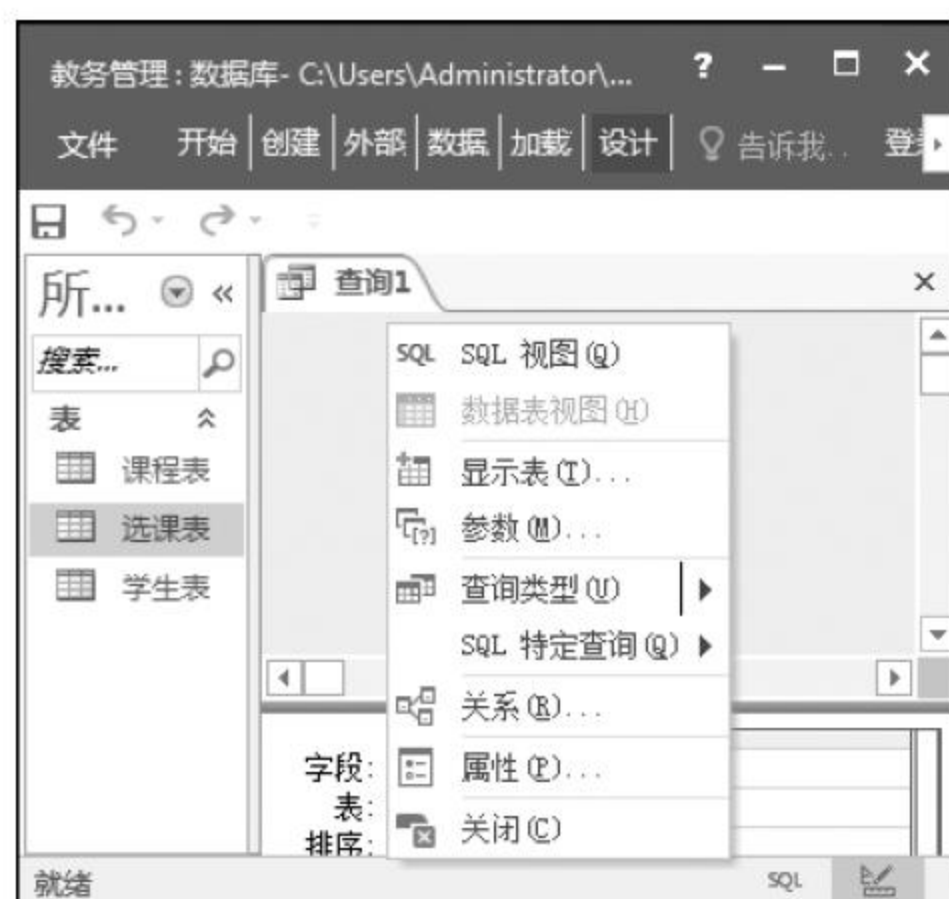 教务管理 : 数据库- C:\Users\Administrator\... ?
文件 开始 创建 外部 数据 加载 设计 告诉我..
所... «
查询1
搜索...
表
课程表
选课表
学生表
SQL SQL 视图(Q)
数据表视图(H)
显示表(T)...
参数(M)...
查询类型(U)
SQL 特定查询(Q)
关系(R)...
属性(P)...
关闭(C)
字段:
表:
排序:
就绪 SQL